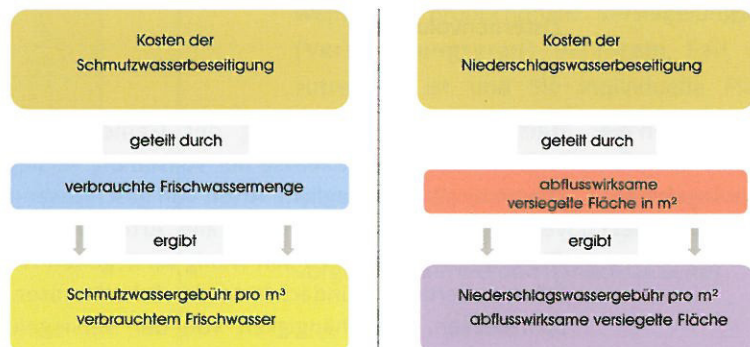 Kosten der
Schmutzwasserbeseitigung
geteilt durch
verbrauchte Frischwassermenge
ergibt
Schmutzwassergebühr pro m³
verbrauchtem Frischwasser
Kosten der
Niederschlagswasserbeseitigung
geteilt durch
abflusswirksame
versiegelte Fläche in m²
ergibt
Niederschlagswassergebühr pro m²
abflusswirksame versiegelte Fläche